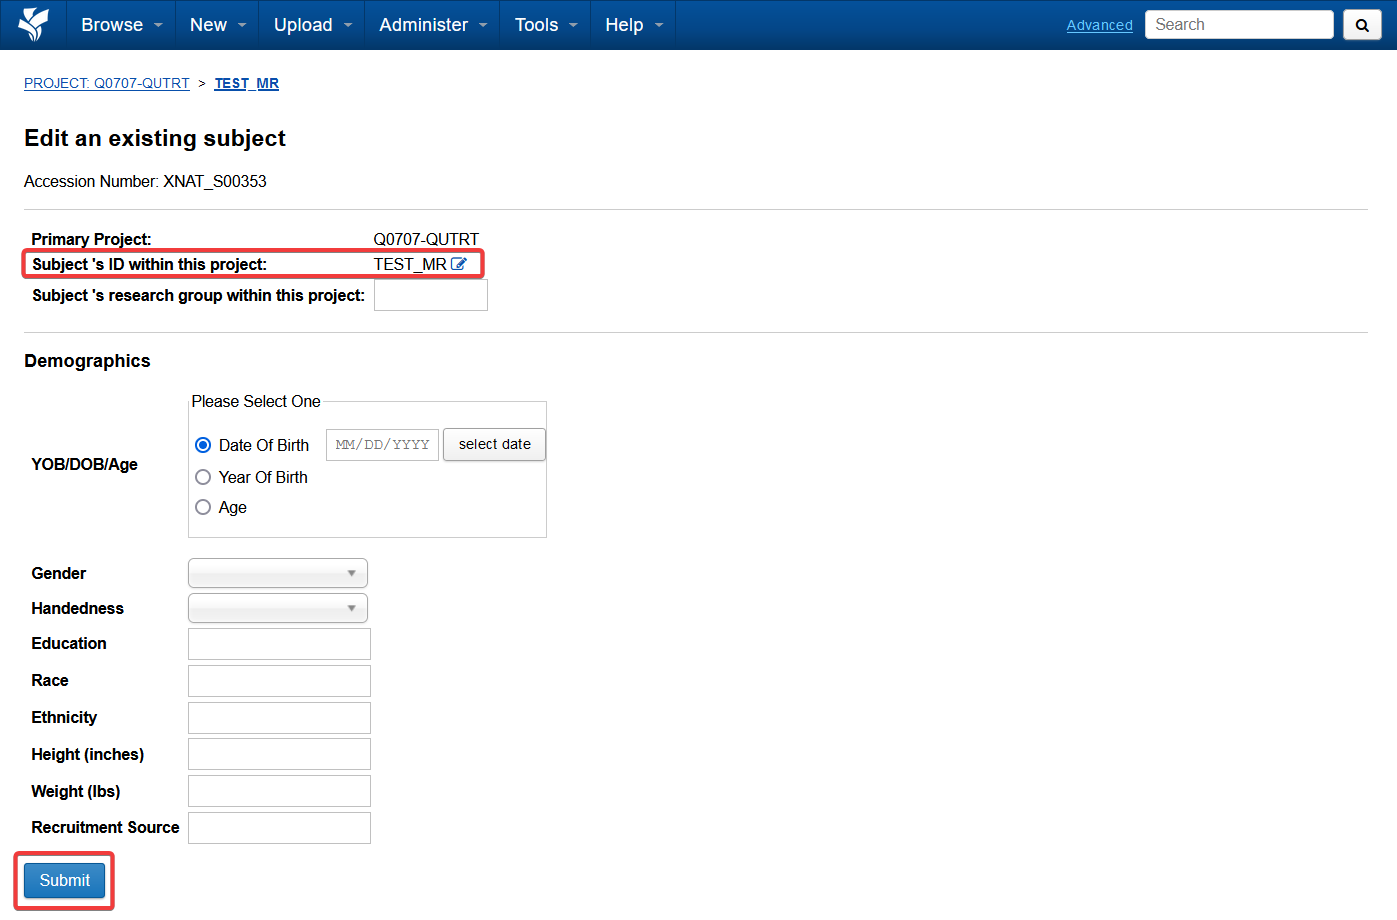 Browse New Upload Administer Tools Help Advanced Search
PROJECT: Q0707-QUTRT > TEST_MR
Edit an existing subject
Accession Number: XNAT_S00353
Primary Project: Q0707-QUTRT
Subject 's ID within this project: TEST_MR
Subject 's research group within this project:
Demographics
Please Select One
YOB/DOB/Age
Date Of Birth MM/DD/YYYY select date
Year Of Birth
Age
Gender
Handedness
Education
Race
Ethnicity
Height (inches)
Weight (lbs)
Recruitment Source
Submit